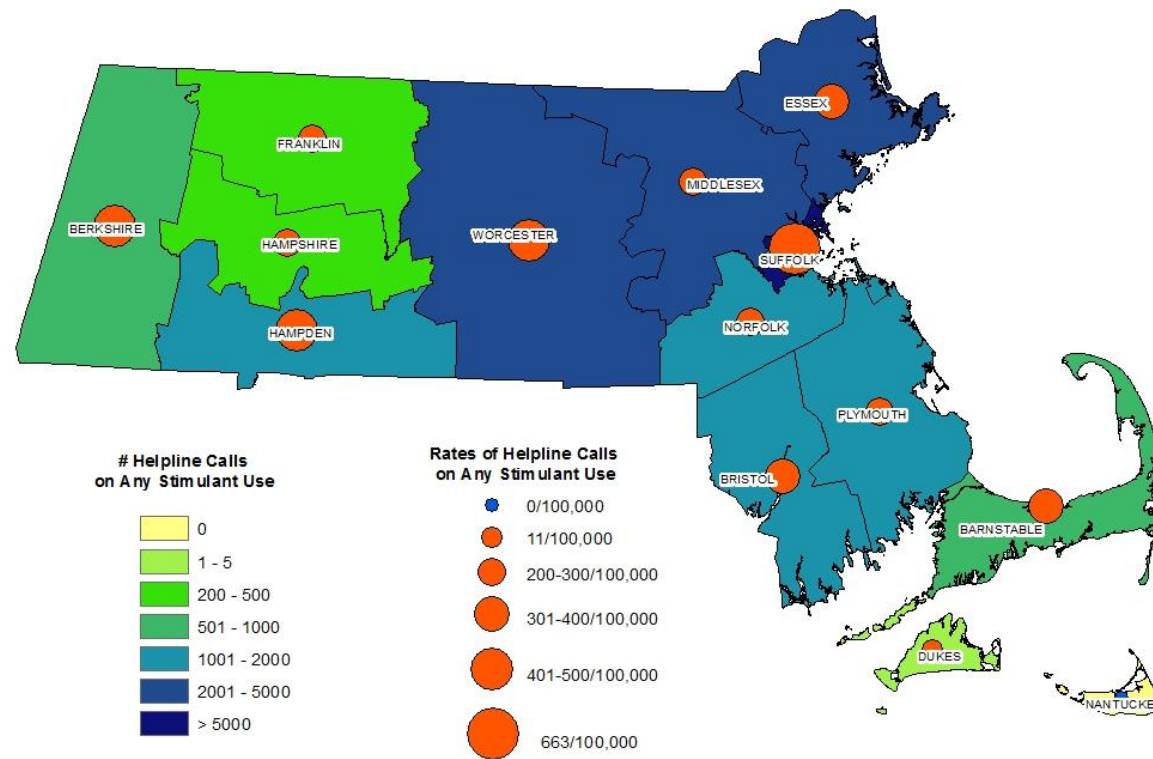 ESSEX
FRANKLIN
MIDDLESEX
BERKSHIRE
HAMPSHIRE
WORCESTER
SUFFOLK
HAMPDEN
NORFOLK
PLYMOUTH
BRISTOL
BARNSTABLE
DUKES
NANTUCKE
# Helpline Calls
on Any Stimulant Use
0
1 - 5
200 - 500
501 - 1000
1001 - 2000
2001 - 5000
> 5000
Rates of Helpline Calls
on Any Stimulant Use
0/100,000
11/100,000
200-300/100,000
301-400/100,000
401-500/100,000
663/100,000